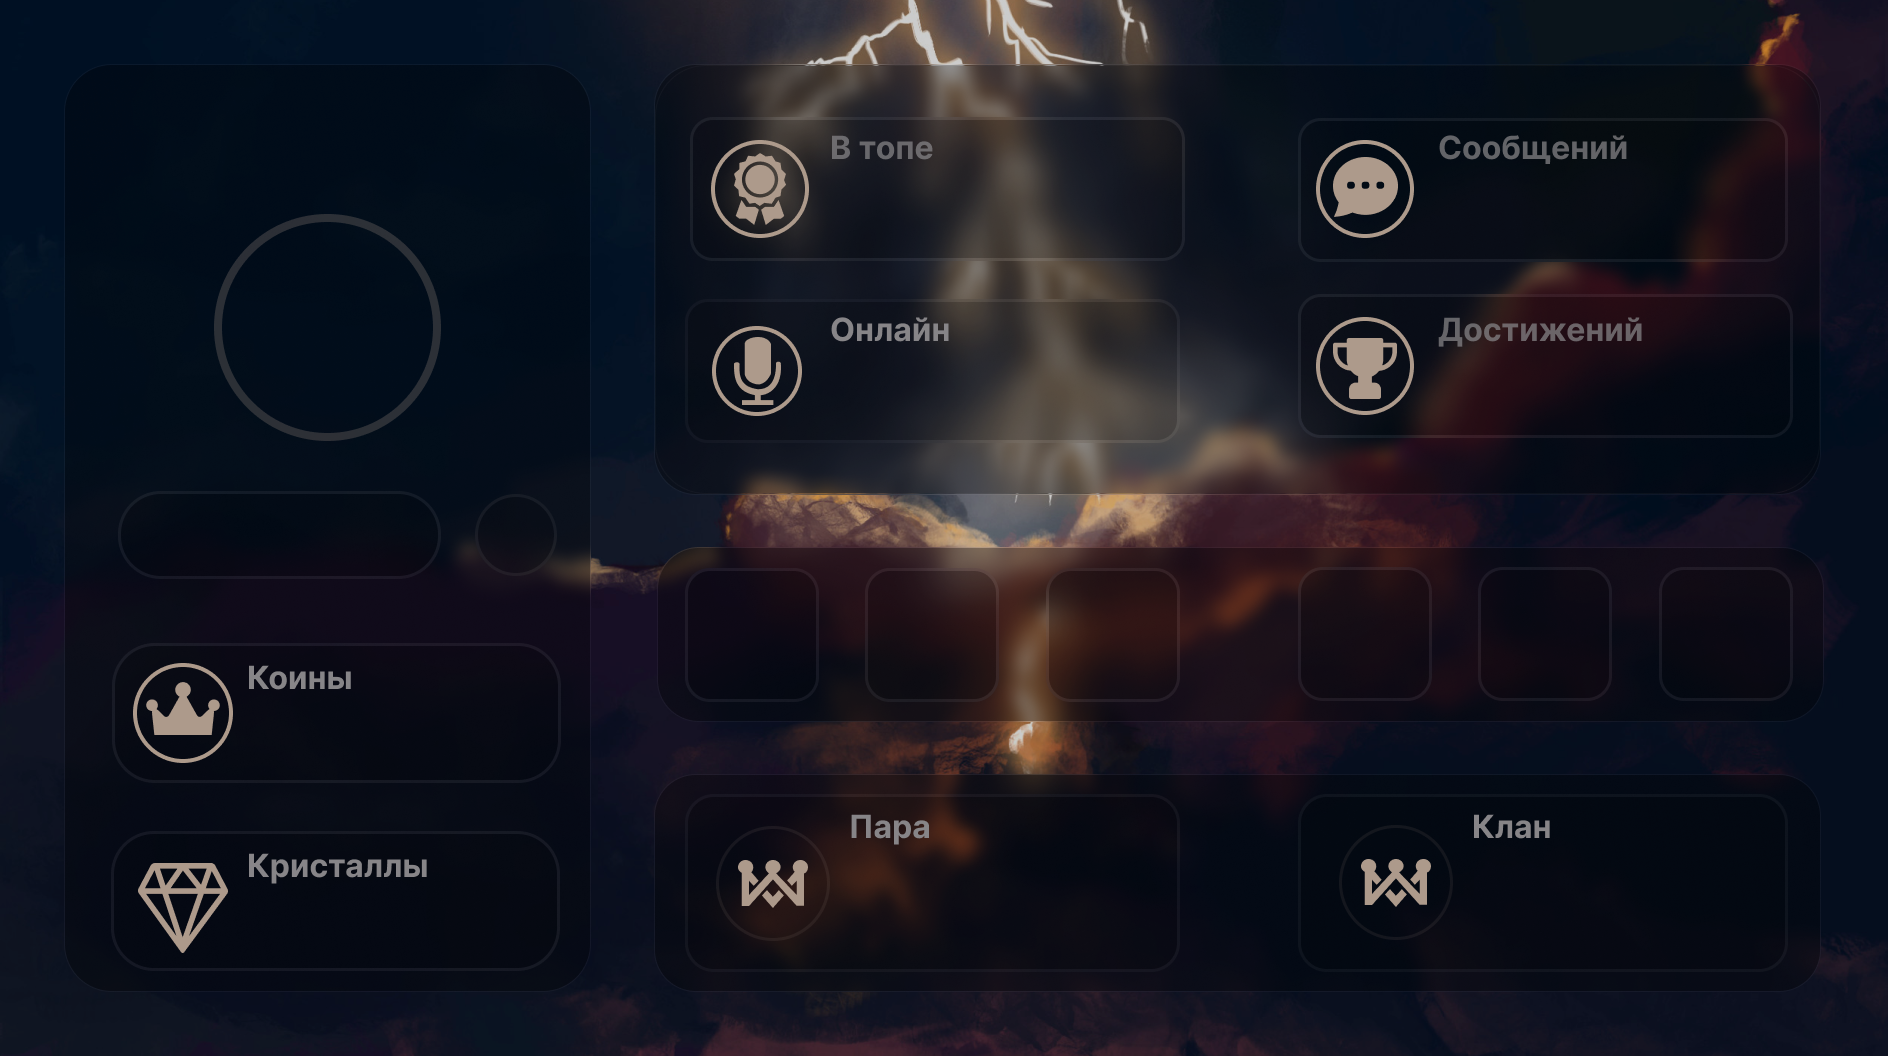 В топе
Сообщений
Онлайн
Достижений
Коины
Кристаллы
Пара
Клан